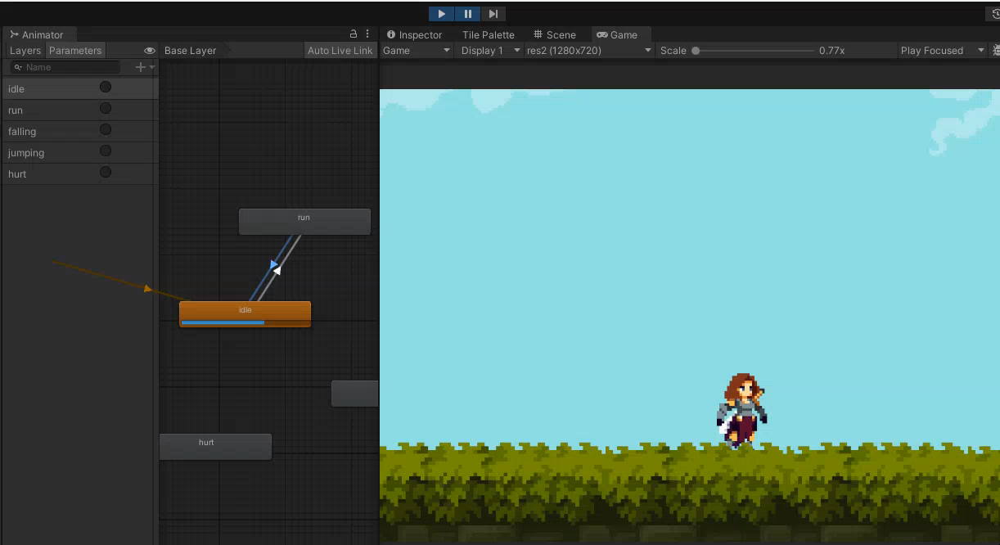 Animator
Inspector Tile Palette Scene Game
Layers Parameters Base Layer Auto Live Link
Game Display 1 res2 (1280x720) Scale 0.77x Play Focused
Name
idle
run
falling
jumping
hurt
run
idle
hurt